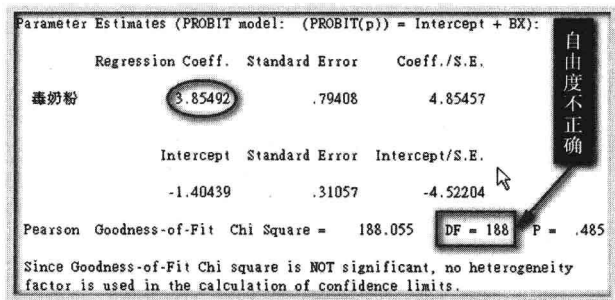 Parameter Estimates (PROBIT model: (PROBIT(p)) = Intercept + BX):
Regression Coeff. Standard Error Coeff./S.E.
毒奶粉 3.85492 .79408 4.85457
Intercept Standard Error Intercept/S.E.
-1.40439 .31057 -4.52204
Pearson Goodness-of-Fit Chi Square = 188.055 DF = 188 P = .485
Since Goodness-of-Fit Chi square is NOT significant, no heterogeneity
factor is used in the calculation of confidence limits.
自由度不正确